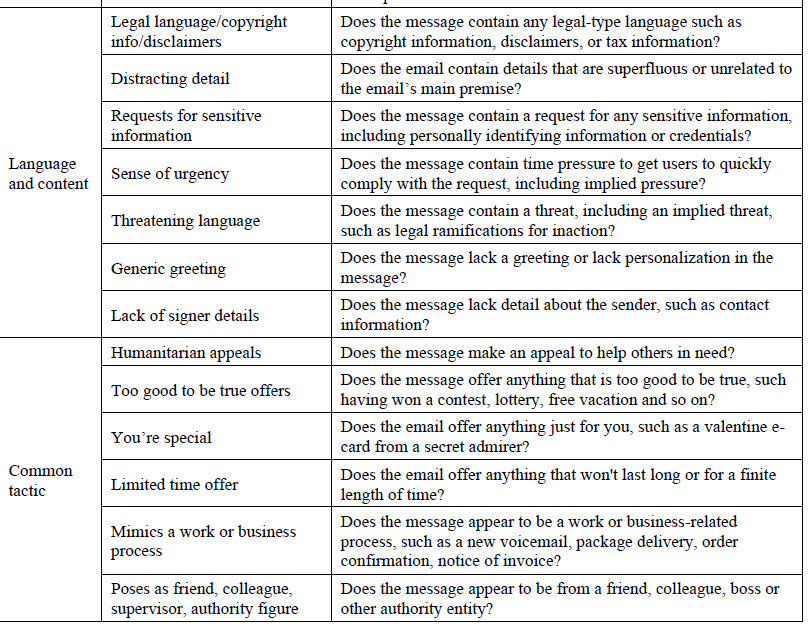 Legal language/copyright
info/disclaimers
Does the message contain any legal-type language such as
copyright information, disclaimers, or tax information?
Distracting detail
Does the email contain details that are superfluous or unrelated to
the email’s main premise?
Requests for sensitive
information
Does the message contain a request for any sensitive information,
including personally identifying information or credentials?
Language
and content
Sense of urgency
Does the message contain time pressure to get users to quickly
comply with the request, including implied pressure?
Threatening language
Does the message contain a threat, including an implied threat,
such as legal ramifications for inaction?
Generic greeting
Does the message lack a greeting or lack personalization in the
message?
Lack of signer details
Does the message lack detail about the sender, such as contact
information?
Humanitarian appeals
Does the message make an appeal to help others in need?
Too good to be true offers
Does the message offer anything that is too good to be true, such
having won a contest, lottery, free vacation and so on?
You’re special
Does the email offer anything just for you, such as a valentine e-
card from a secret admirer?
Common
tactic
Limited time offer
Does the email offer anything that won't last long or for a finite
length of time?
Mimics a work or business
process
Does the message appear to be a work or business-related
process, such as a new voicemail, package delivery, order
confirmation, notice of invoice?
Poses as friend, colleague,
supervisor, authority figure
Does the message appear to be from a friend, colleague, boss or
other authority entity?